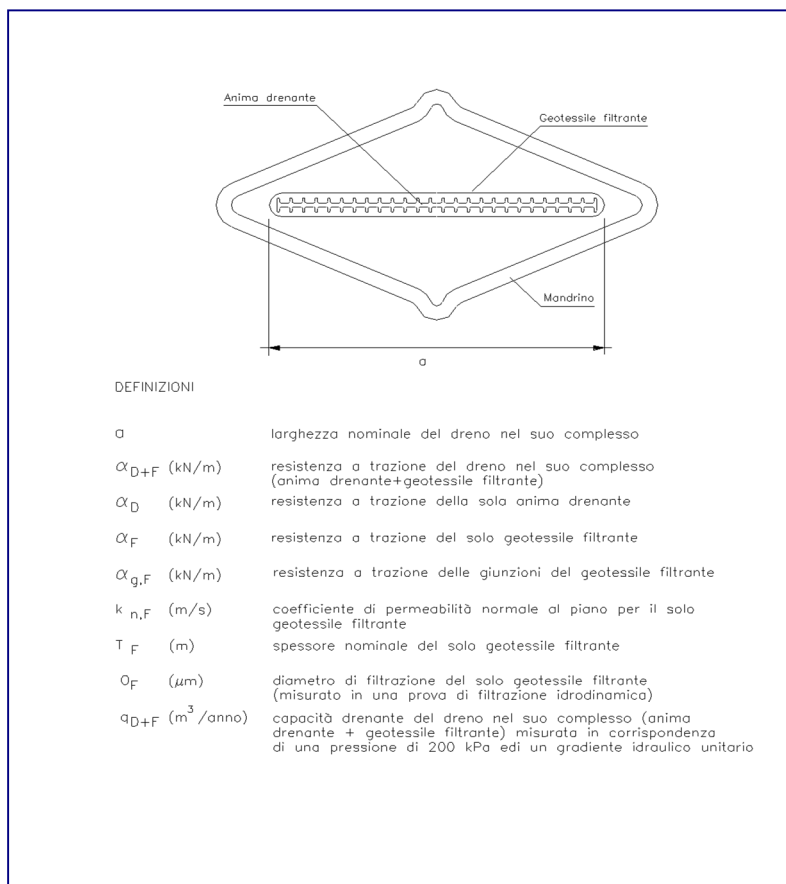 Anima drenante
Geotessile filtrante
Mandrino
a
DEFINIZIONI
a larghezza nominale del dreno nel suo complesso
α D+F (kN/m) resistenza a trazione del dreno nel suo complesso
(anima drenante+geotessile filtrante)
α D (kN/m) resistenza a trazione della sola anima drenante
α F (kN/m) resistenza a trazione del solo geotessile filtrante
α g,F (kN/m) resistenza a trazione delle giunzioni del geotessile filtrante
k n,F (m/s) coefficiente di permeabilità normale al piano per il solo
geotessile filtrante
T F (m) spessore nominale del solo geotessile filtrante
O F (μm) diametro di filtrazione del solo geotessile filtrante
(misurato in una prova di filtrazione idrodinamica)
q D+F (m³/anno) capacità drenante del dreno nel suo complesso (anima
drenante + geotessile filtrante) misurata in corrispondenza
di una pressione di 200 kPa edi un gradiente idraulico unitario